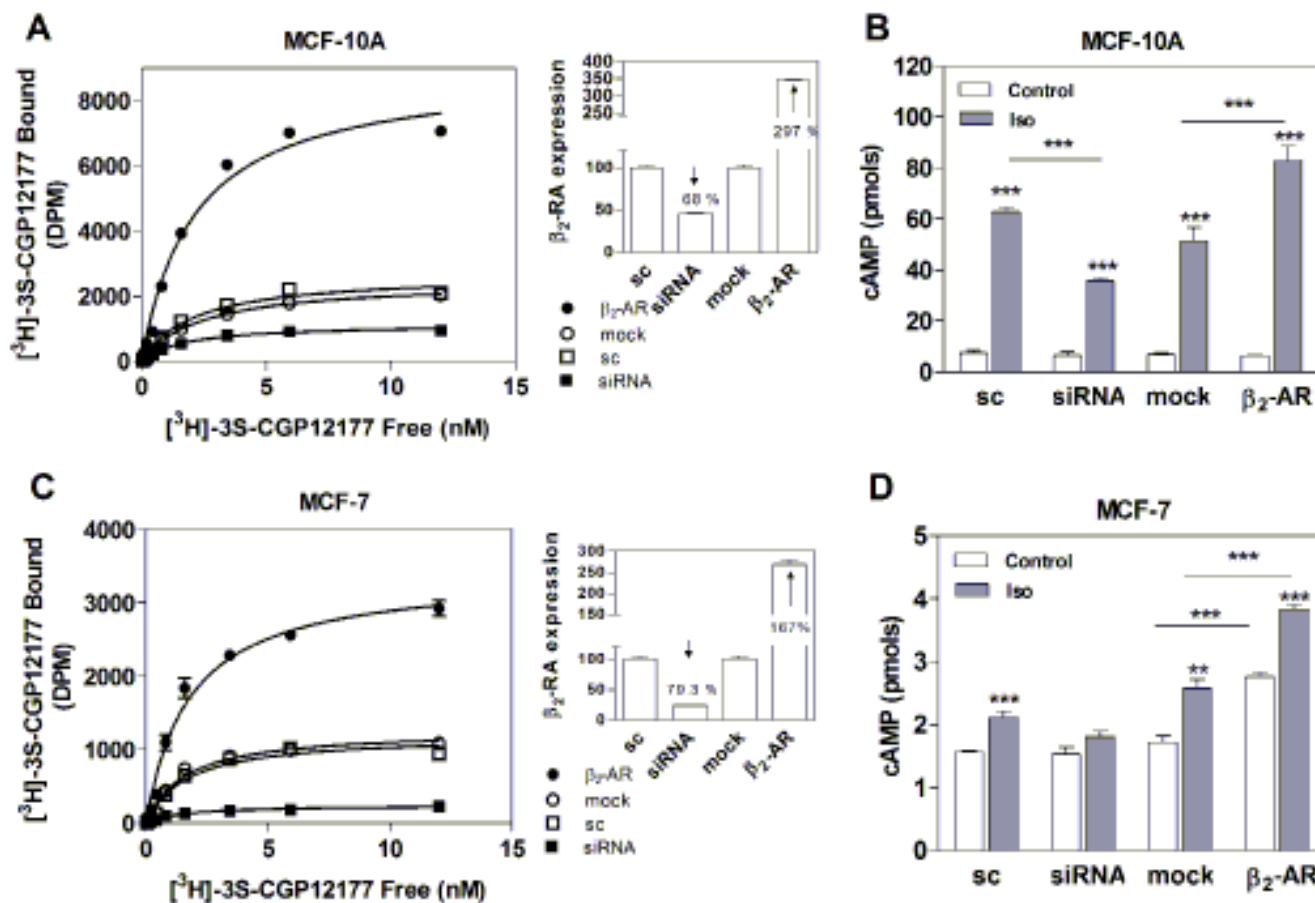 A
MCF-10A
[³H]-3S-CGP12177 Bound
(DPM)
8000
6000
4000
2000
0
0
5
10
15
[³H]-3S-CGP12177 Free (nM)
β₂-RA expression
400
350
300
250
100
50
0
68 %
297 %
sc
siRNA
mock
β₂-AR
β₂-AR
mock
sc
siRNA
B
MCF-10A
cAMP (pmols)
120
100
80
60
40
20
0
Control
Iso
***
***
***
***
***
***
sc
siRNA
mock
β₂-AR
C
MCF-7
[³H]-3S-CGP12177 Bound
(DPM)
4000
3000
2000
1000
0
0
5
10
15
[³H]-3S-CGP12177 Free (nM)
β₂-RA expression
300
250
200
150
100
50
0
79.3 %
167%
sc
siRNA
mock
β₂-AR
β₂-AR
mock
sc
siRNA
D
MCF-7
cAMP (pmols)
5
4
3
2
1
0
Control
Iso
***
***
***
**
***
sc
siRNA
mock
β₂-AR